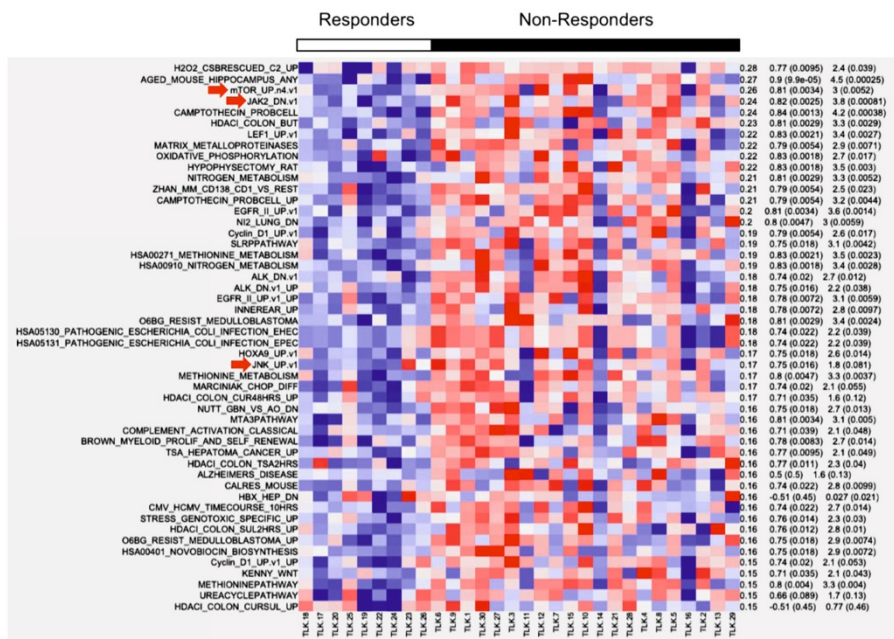 Responders Non-Responders
H2O2_CSBRESCUED_C2_UP 0.28 0.77 (0.0095) 2.4 (0.039)
AGED_MOUSE_HIPPOCAMPUS_ANY 0.27 0.9 (9.9e-05) 4.5 (0.00025)
mTOR_UP.n4.v1 0.26 0.81 (0.0034) 3 (0.0052)
JAK2_DN.v1 0.24 0.82 (0.0025) 3.8 (0.00081)
CAMPTOTHECIN_PROBCELL 0.24 0.84 (0.0013) 4.2 (0.00038)
HDACI_COLON_BUT 0.23 0.81 (0.0029) 3.3 (0.0029)
LEF1_UP.v1 0.22 0.83 (0.0021) 3.4 (0.0027)
MATRIX_METALLOPROTEINASES 0.22 0.79 (0.0054) 2.9 (0.0071)
OXIDATIVE_PHOSPHORYLATION 0.22 0.83 (0.0018) 2.7 (0.017)
HYPOPHYSECTOMY_RAT 0.22 0.83 (0.0018) 3.5 (0.003)
NITROGEN_METABOLISM 0.21 0.81 (0.0029) 3.3 (0.0052)
ZHAN_MM_CD138_CD1_VS_REST 0.21 0.79 (0.0054) 2.5 (0.023)
CAMPTOTHECIN_PROBCELL_UP 0.21 0.79 (0.0054) 3.2 (0.0044)
EGFR_II_UP.v1 0.2 0.81 (0.0034) 3.6 (0.0014)
NI2_LUNG_DN 0.2 0.8 (0.0047) 3 (0.0059)
Cyclin_D1_UP.v1 0.19 0.79 (0.0054) 2.6 (0.017)
SLRPPATHWAY 0.19 0.75 (0.018) 3.1 (0.0042)
HSA00271_METHIONINE_METABOLISM 0.19 0.83 (0.0021) 3.5 (0.0023)
HSA00910_NITROGEN_METABOLISM 0.19 0.83 (0.0018) 3.4 (0.0028)
ALK_DN.v1 0.18 0.74 (0.02) 2.7 (0.012)
ALK_DN.v1_UP 0.18 0.75 (0.016) 2.2 (0.038)
EGFR_II_UP.v1_UP 0.18 0.78 (0.0072) 3.1 (0.0059)
INNEREAR_UP 0.18 0.78 (0.0072) 2.8 (0.0097)
O6BG_RESIST_MEDULLOBLASTOMA 0.18 0.81 (0.0029) 3.4 (0.0024)
HSA05130_PATHOGENIC_ESCHERICHIA_COLI_INFECTION_EHEC 0.18 0.74 (0.022) 2.2 (0.039)
HSA05131_PATHOGENIC_ESCHERICHIA_COLI_INFECTION_EPEC 0.18 0.74 (0.022) 2.2 (0.039)
HOXA9_UP.v1 0.17 0.75 (0.018) 2.6 (0.014)
JNK_UP.v1 0.17 0.75 (0.016) 1.8 (0.081)
METHIONINE_METABOLISM 0.17 0.8 (0.0047) 3.3 (0.0037)
MARCINIAK_CHOP_DIFF 0.17 0.74 (0.02) 2.1 (0.055)
HDACI_COLON_CUR48HRS_UP 0.17 0.71 (0.035) 1.6 (0.12)
NUTT_GBN_VS_AO_DN 0.16 0.75 (0.018) 2.7 (0.013)
MTA3PATHWAY 0.16 0.81 (0.0034) 3.1 (0.005)
COMPLEMENT_ACTIVATION_CLASSICAL 0.16 0.71 (0.039) 2.1 (0.048)
BROWN_MYELOID_PROLIF_AND_SELF_RENEWAL 0.16 0.78 (0.0083) 2.7 (0.014)
TSA_HEPATOMA_CANCER_UP 0.16 0.77 (0.0095) 2.1 (0.049)
HDACI_COLON_TSA2HRS 0.16 0.77 (0.011) 2.3 (0.04)
ALZHEIMERS_DISEASE 0.16 0.5 (0.5) 1.6 (0.13)
CALRES_MOUSE 0.16 0.74 (0.022) 2.8 (0.0099)
HBX_HEP_DN 0.16 -0.51 (0.45) 0.027 (0.021)
CMV_HCMV_TIMECOURSE_10HRS 0.16 0.74 (0.022) 2.7 (0.014)
STRESS_GENOTOXIC_SPECIFIC_UP 0.16 0.76 (0.014) 2.3 (0.03)
HDACI_COLON_SUL2HRS_UP 0.16 0.76 (0.012) 2.8 (0.01)
O6BG_RESIST_MEDULLOBLASTOMA_UP 0.15 0.75 (0.018) 2.9 (0.0074)
HSA00401_NOVOBIOCIN_BIOSYNTHESIS 0.16 0.75 (0.018) 2.9 (0.0072)
Cyclin_D1_UP.v1_UP 0.15 0.74 (0.02) 2.1 (0.053)
KENNY_WNT 0.15 0.71 (0.035) 2.1 (0.043)
METHIONINEPATHWAY 0.15 0.8 (0.004) 3.3 (0.004)
UREACYCLEPATHWAY 0.15 0.66 (0.089) 1.7 (0.13)
HDACI_COLON_CURSUL_UP 0.15 -0.51 (0.45) 0.77 (0.46)
TLK.18 TLK.17 TLK.20 TLK.25 TLK.19 TLK.22 TLK.24 TLK.23 TLK.26 TLK.6 TLK.9 TLK.1 TLK.30 TLK.27 TLK.3 TLK.11 TLK.12 TLK.7 TLK.15 TLK.10 TLK.14 TLK.21 TLK.28 TLK.4 TLK.8 TLK.5 TLK.16 TLK.2 TLK.13 TLK.29